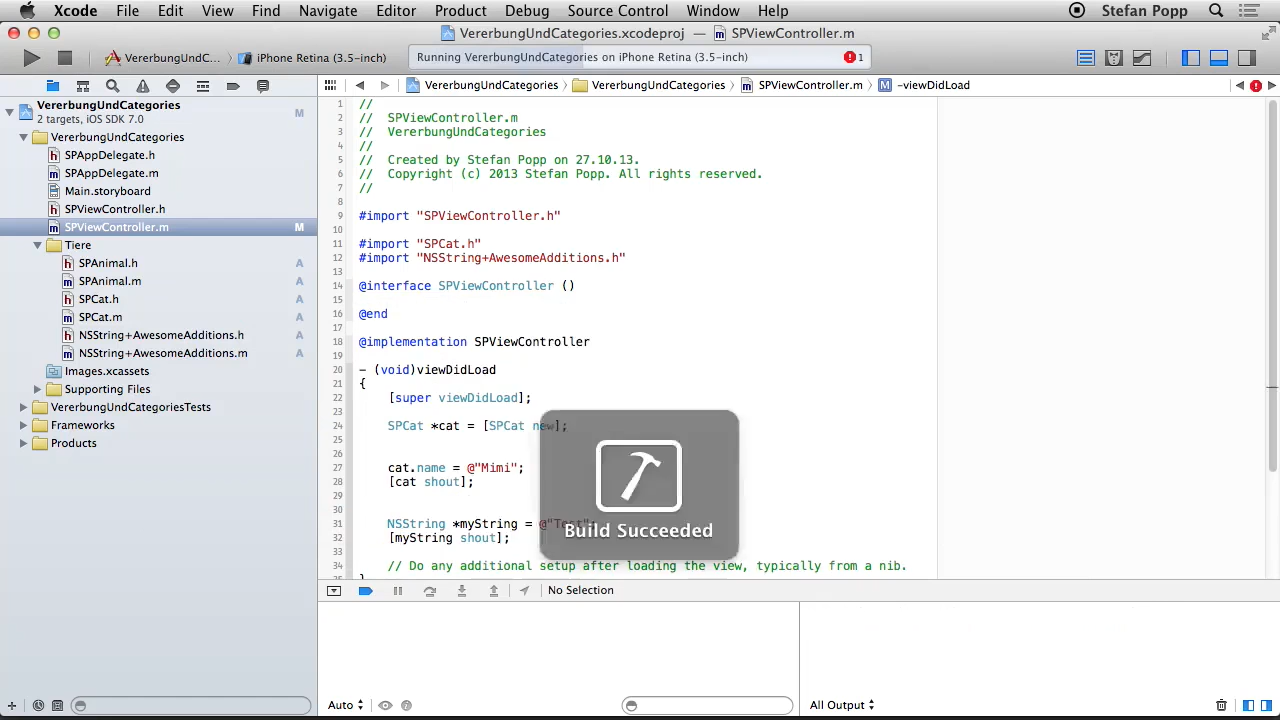 Xcode File Edit View Find Navigate Editor Product Debug Source Control Window Help Stefan Popp
VererbungUndCategories.xcodeproj — SPViewController.m
VererbungUndC... iPhone Retina (3.5-inch) Running VererbungUndCategories on iPhone Retina (3.5-inch) 1
VererbungUndCategories VererbungUndCategories SPViewController.m -viewDidLoad
VererbungUndCategories M
2 targets, iOS SDK 7.0
VererbungUndCategories
SPAppDelegate.h
SPAppDelegate.m
Main.storyboard
SPViewController.h
SPViewController.m M
Tiere
SPAnimal.h A
SPAnimal.m A
SPCat.h A
SPCat.m A
NSString+AwesomeAdditions.h A
NSString+AwesomeAdditions.m A
Images.xcassets
Supporting Files
VererbungUndCategoriesTests
Frameworks
Products
1 //
2 // SPViewController.m
3 // VererbungUndCategories
4 //
5 // Created by Stefan Popp on 27.10.13.
6 // Copyright (c) 2013 Stefan Popp. All rights reserved.
7 //
8
9 #import "SPViewController.h"
10
11 #import "SPCat.h"
12 #import "NSString+AwesomeAdditions.h"
13
14 @interface SPViewController ()
15
16 @end
17
18 @implementation SPViewController
19
20 - (void)viewDidLoad
21 {
22 [super viewDidLoad];
23
24 SPCat *cat = [SPCat new];
25
26
27 cat.name = @"Mimi";
28 [cat shout];
29
30
31 NSString *myString = @"Test";
32 [myString shout];
33
34 // Do any additional setup after loading the view, typically from a nib.
}
Build Succeeded
No Selection
Auto
All Output